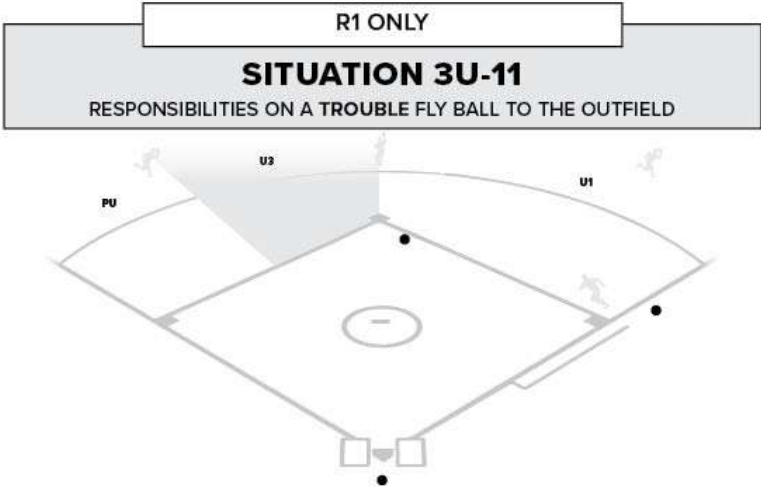 R1 ONLY
SITUATION 3U-11
RESPONSIBILITIES ON A TROUBLE FLY BALL TO THE OUTFIELD
U3
U1
PU